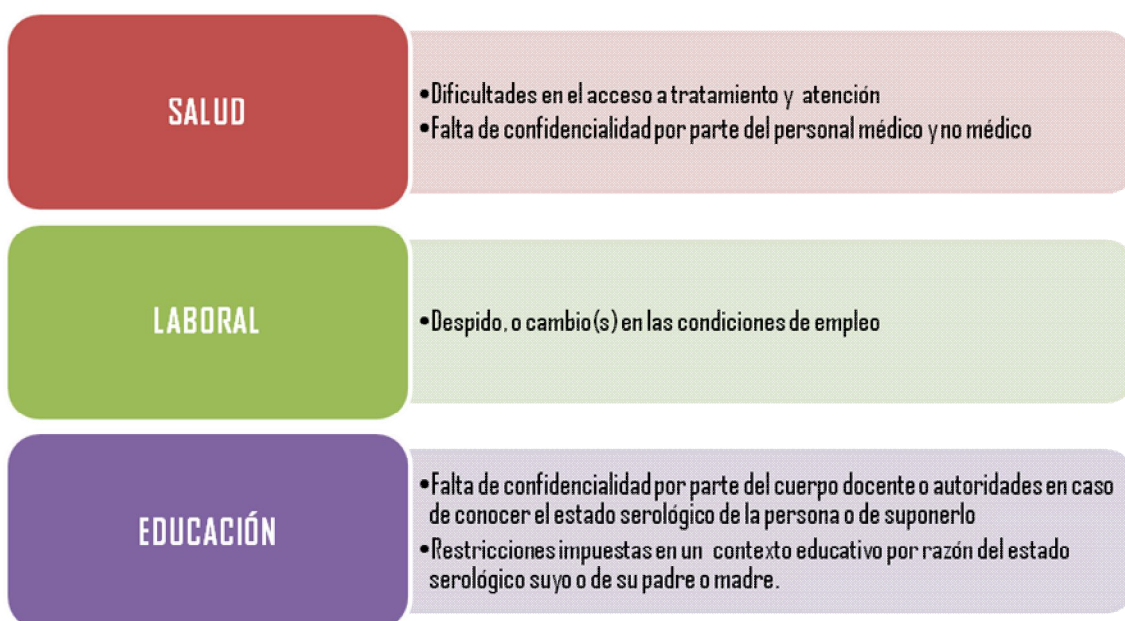 SALUD
•Dificultades en el acceso a tratamiento y atención
•Falta de confidencialidad por parte del personal médico y no médico
LABORAL
•Despido, o cambio(s) en las condiciones de empleo
EDUCACIÓN
•Falta de confidencialidad por parte del cuerpo docente o autoridades en caso
de conocer el estado serológico de la persona o de suponerlo
•Restricciones impuestas en un contexto educativo por razón del estado
serológico suyo o de su padre o madre.